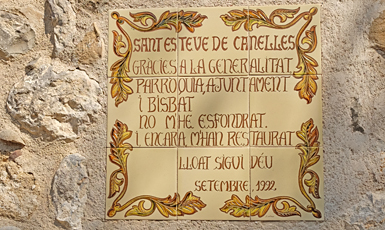 SANT ESTEVE DE CANELLES
GRÀCIES A LA GENERALITAT,
PARRÒQUIA, AJUNTAMENT
I BISBAT
NO M'HE ESFONDRAT.
I ENCARA M'HAN RESTAURAT
LLOAT SIGUI DÉU
SETEMBRE, 1992.